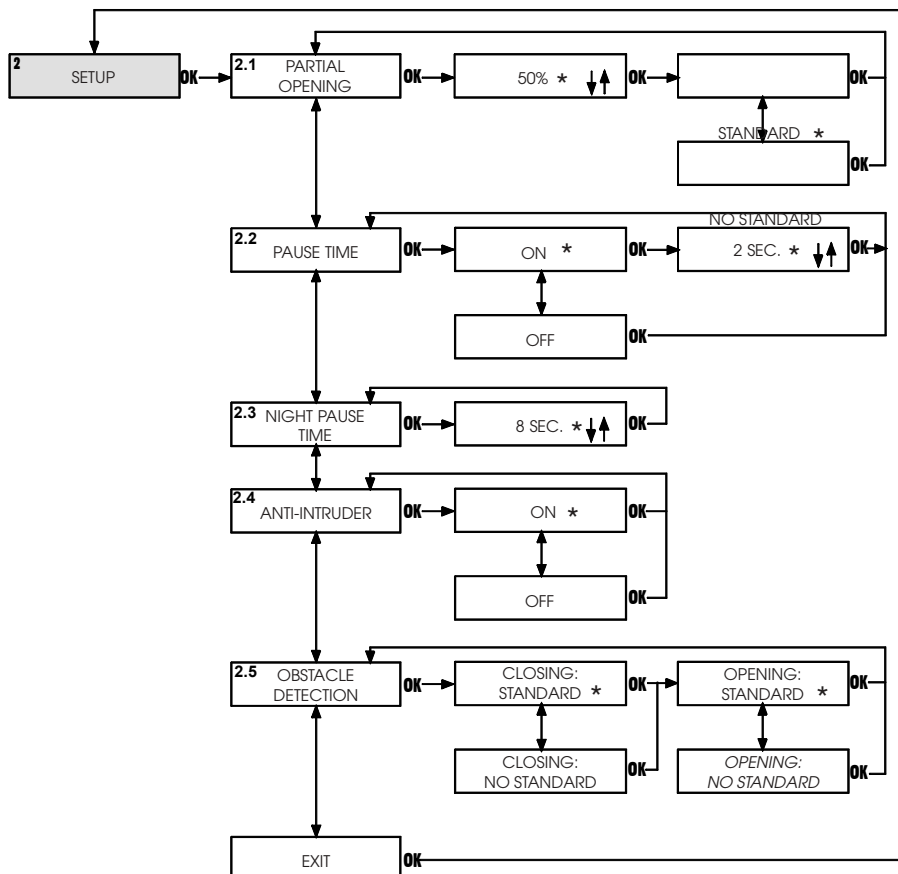 2
SETUP
OK
2.1
PARTIAL
OPENING
OK
50% *
OK
OK
STANDARD *
OK
NO STANDARD
2.2
PAUSE TIME
OK
ON *
OK
2 SEC. *
OK
OFF
OK
2.3
NIGHT PAUSE
TIME
OK
8 SEC. *
OK
2.4
ANTI-INTRUDER
OK
ON *
OK
OFF
OK
2.5
OBSTACLE
DETECTION
OK
CLOSING:
STANDARD *
OK
OPENING:
STANDARD *
OK
CLOSING:
NO STANDARD
OK
OPENING:
NO STANDARD
OK
EXIT
OK